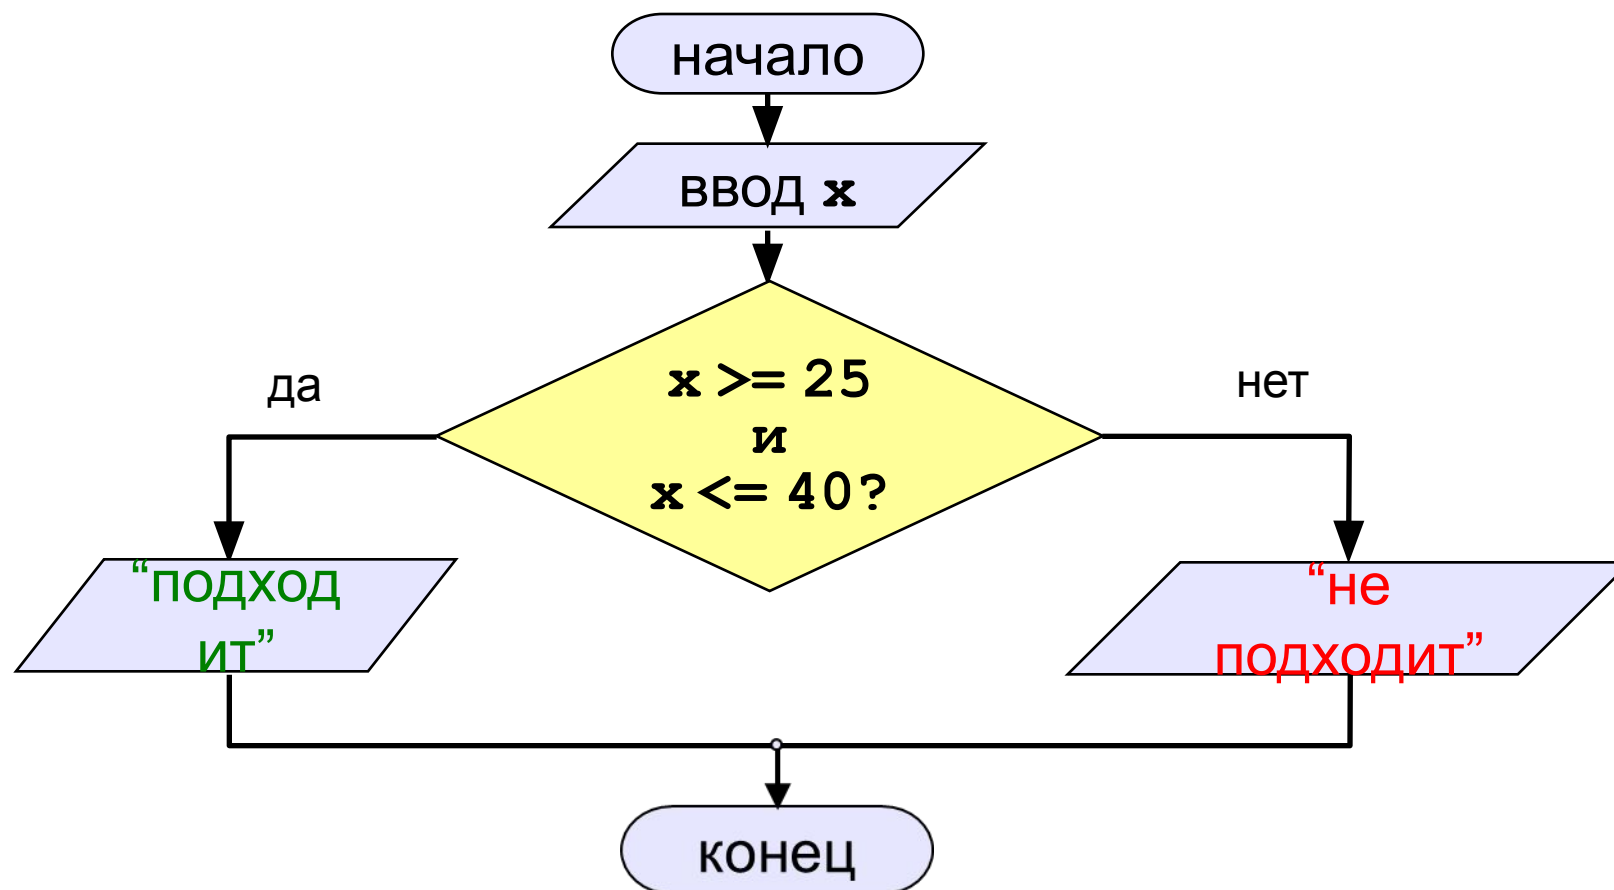 начало
ввод x
x >= 25
и
x <= 40?
да
нет
“подход
ит”
“не
подходит”
конец